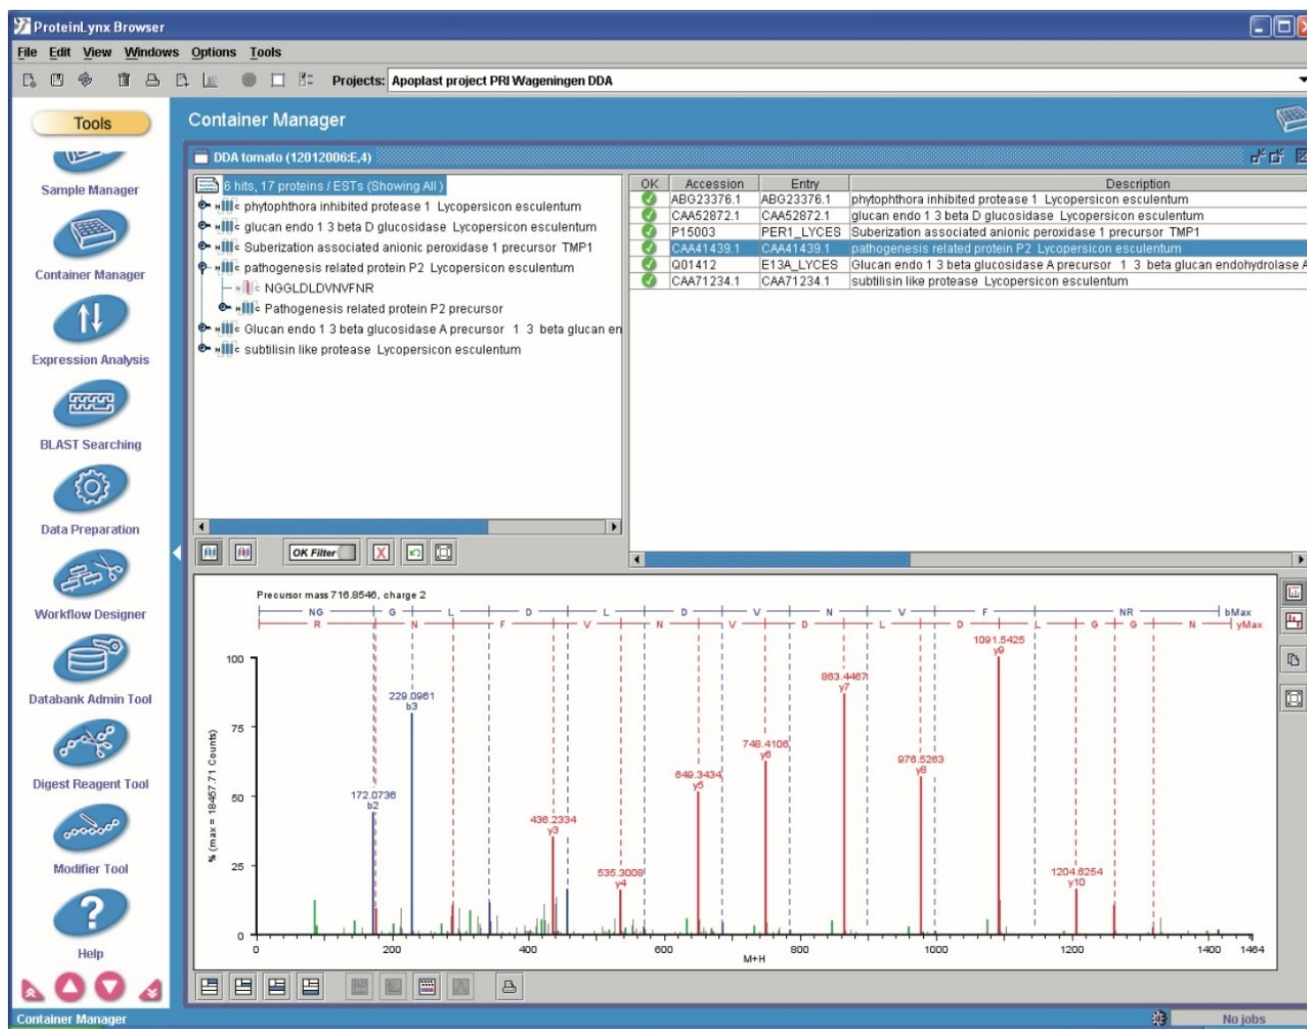 ProteinLynx Browser
File Edit View Windows Options Tools
Projects: Apoplast project PRI Wageningen DDA
Tools
Sample Manager
Container Manager
Expression Analysis
BLAST Searching
Data Preparation
Workflow Designer
Databank Admin Tool
Digest Reagent Tool
Modifier Tool
?
Help
Container Manager
DDA tomato (12012006:E,4)
6 hits, 17 proteins / ESTs (Showing All )
phytophthora inhibited protease 1 Lycopersicon esculentum
glucan endo 1 3 beta D glucosidase Lycopersicon esculentum
Suberization associated anionic peroxidase 1 precursor TMP1
pathogenesis related protein P2 Lycopersicon esculentum
NGGLDLDVNVFNR
Pathogenesis related protein P2 precursor
Glucan endo 1 3 beta glucosidase A precursor 1 3 beta glucan en
subtilisin like protease Lycopersicon esculentum
OK Filter
OK Accession Entry Description
ABG23376.1 ABG23376.1 phytophthora inhibited protease 1 Lycopersicon esculentum
CAA52872.1 CAA52872.1 glucan endo 1 3 beta D glucosidase Lycopersicon esculentum
P15003 PER1_LYCES Suberization associated anionic peroxidase 1 precursor TMP1
CAA41439.1 CAA41439.1 pathogenesis related protein P2 Lycopersicon esculentum
Q01412 E13A_LYCES Glucan endo 1 3 beta glucosidase A precursor 1 3 beta glucan endohydrolase A
CAA71234.1 CAA71234.1 subtilisin like protease Lycopersicon esculentum
Precursor mass 716.8546, charge 2
NG G L D L D V N V F NR bMax
R N F V N V D L D L G G N yMax
% (max = 18457.71 Counts)
100
75
50
25
0
172.0736
b2
229.0961
b3
436.2334
y3
535.3008
y4
649.3434
y5
748.4106
y6
863.4467
y7
976.5263
y8
1091.5425
y9
1204.6254
y10
0 200 400 600 800 1000 1200 1400 1464
M+H
Container Manager
No jobs